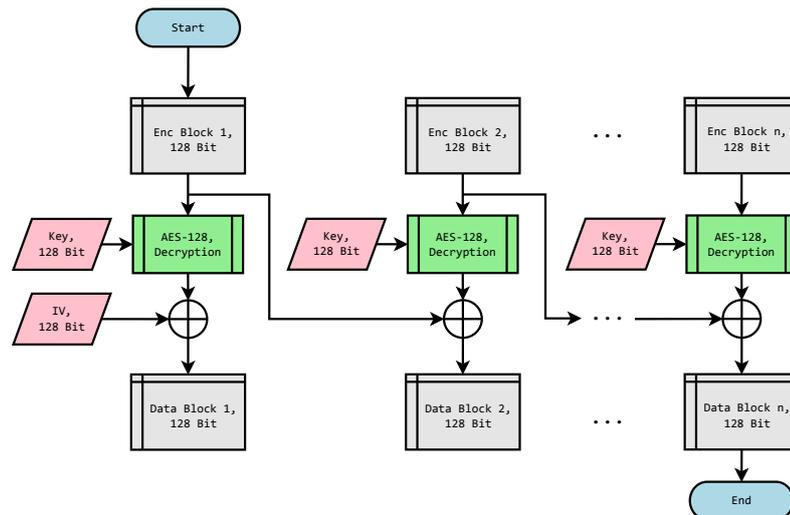 Start
Enc Block 1,
128 Bit
Enc Block 2,
128 Bit
...
Enc Block n,
128 Bit
Key,
128 Bit
AES-128,
Decryption
Key,
128 Bit
AES-128,
Decryption
Key,
128 Bit
AES-128,
Decryption
IV,
128 Bit
...
Data Block 1,
128 Bit
Data Block 2,
128 Bit
...
Data Block n,
128 Bit
End